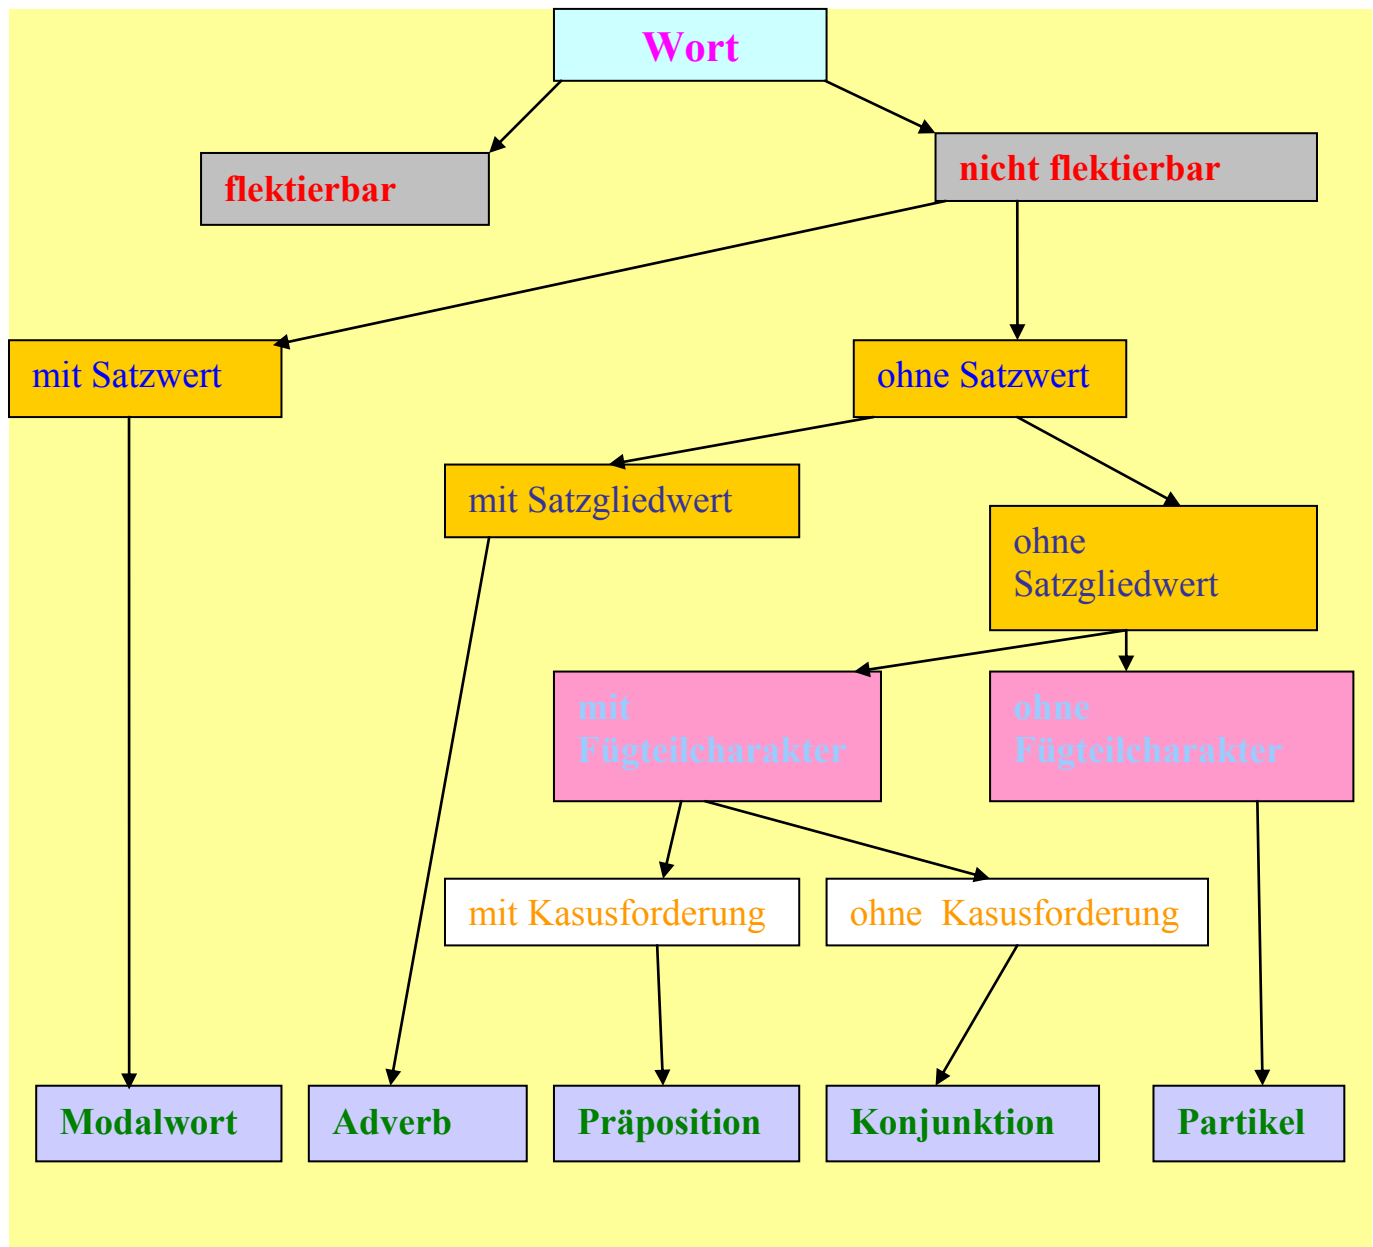 Wort
flektierbar
nicht flektierbar
mit Satzwert
ohne Satzwert
mit Satzgliedwert
ohne
Satzgliedwert
mit
Fügteilcharakter
ohne
Fügteilcharakter
mit Kasusforderung
ohne  Kasusforderung
Modalwort
Adverb
Präposition
Konjunktion
Partikel